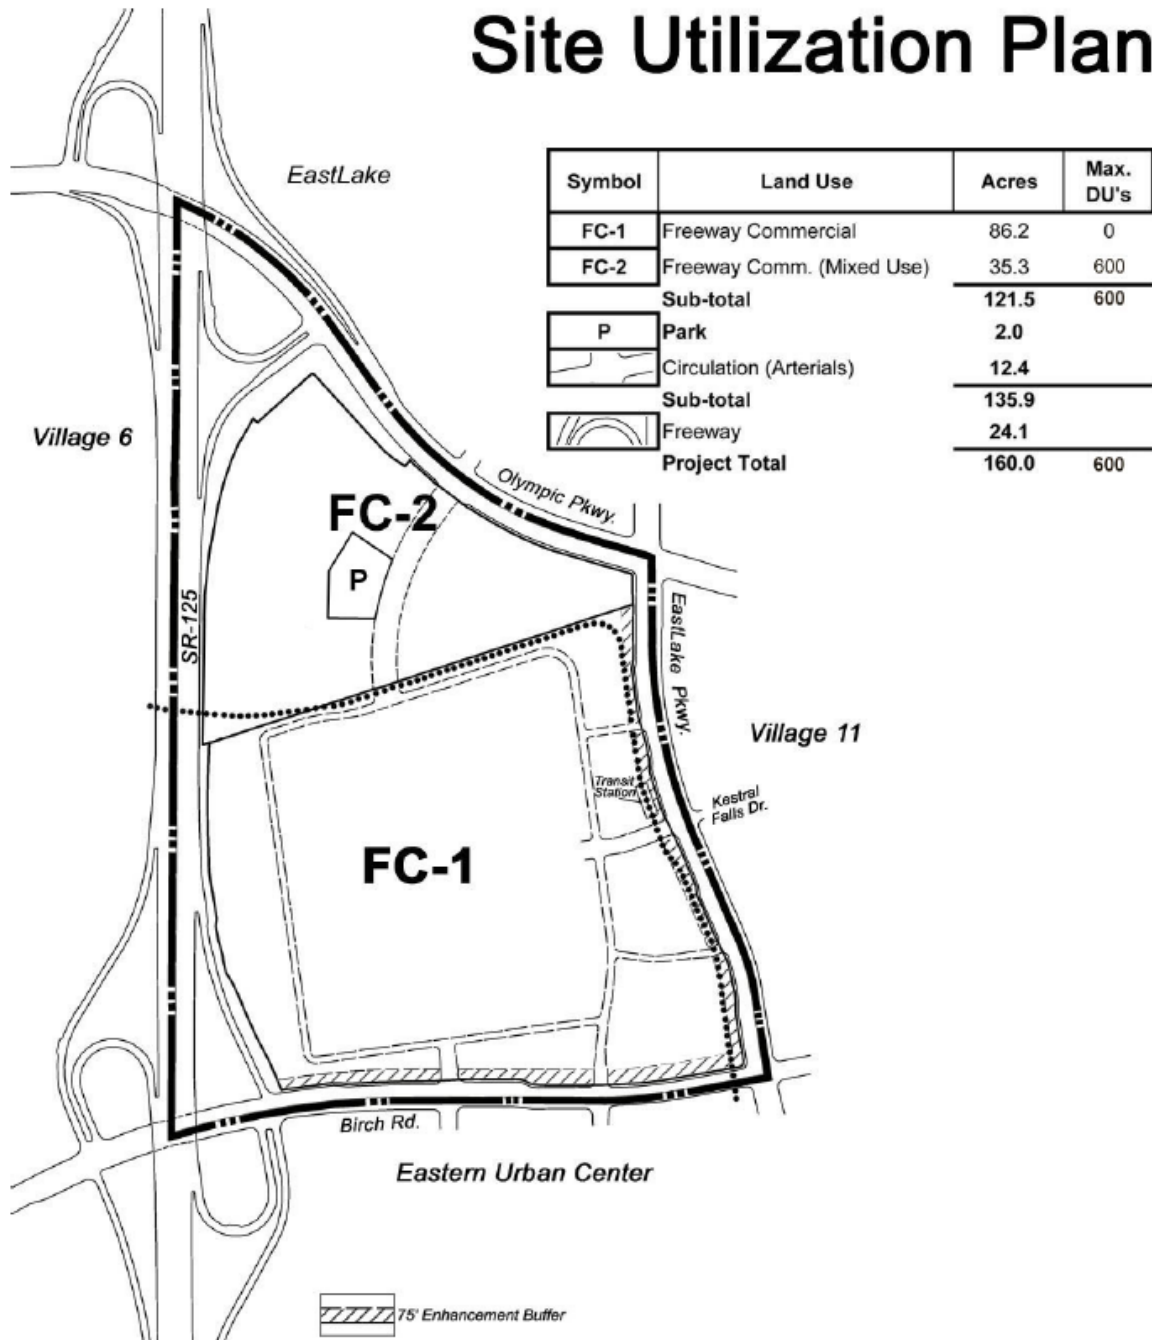 Site Utilization Plan
Symbol Land Use Acres Max. DU's
FC-1 Freeway Commercial 86.2 0
FC-2 Freeway Comm. (Mixed Use) 35.3 600
Sub-total 121.5 600
P Park 2.0
Circulation (Arterials) 12.4
Sub-total 135.9
Freeway 24.1
Project Total 160.0 600
EastLake
Village 6
Olympic Pkwy.
FC-2
P
SR-125
EastLake Pkwy.
Village 11
Transit
Station
Kestral
Falls Dr.
FC-1
Birch Rd.
Eastern Urban Center
75' Enhancement Buffer